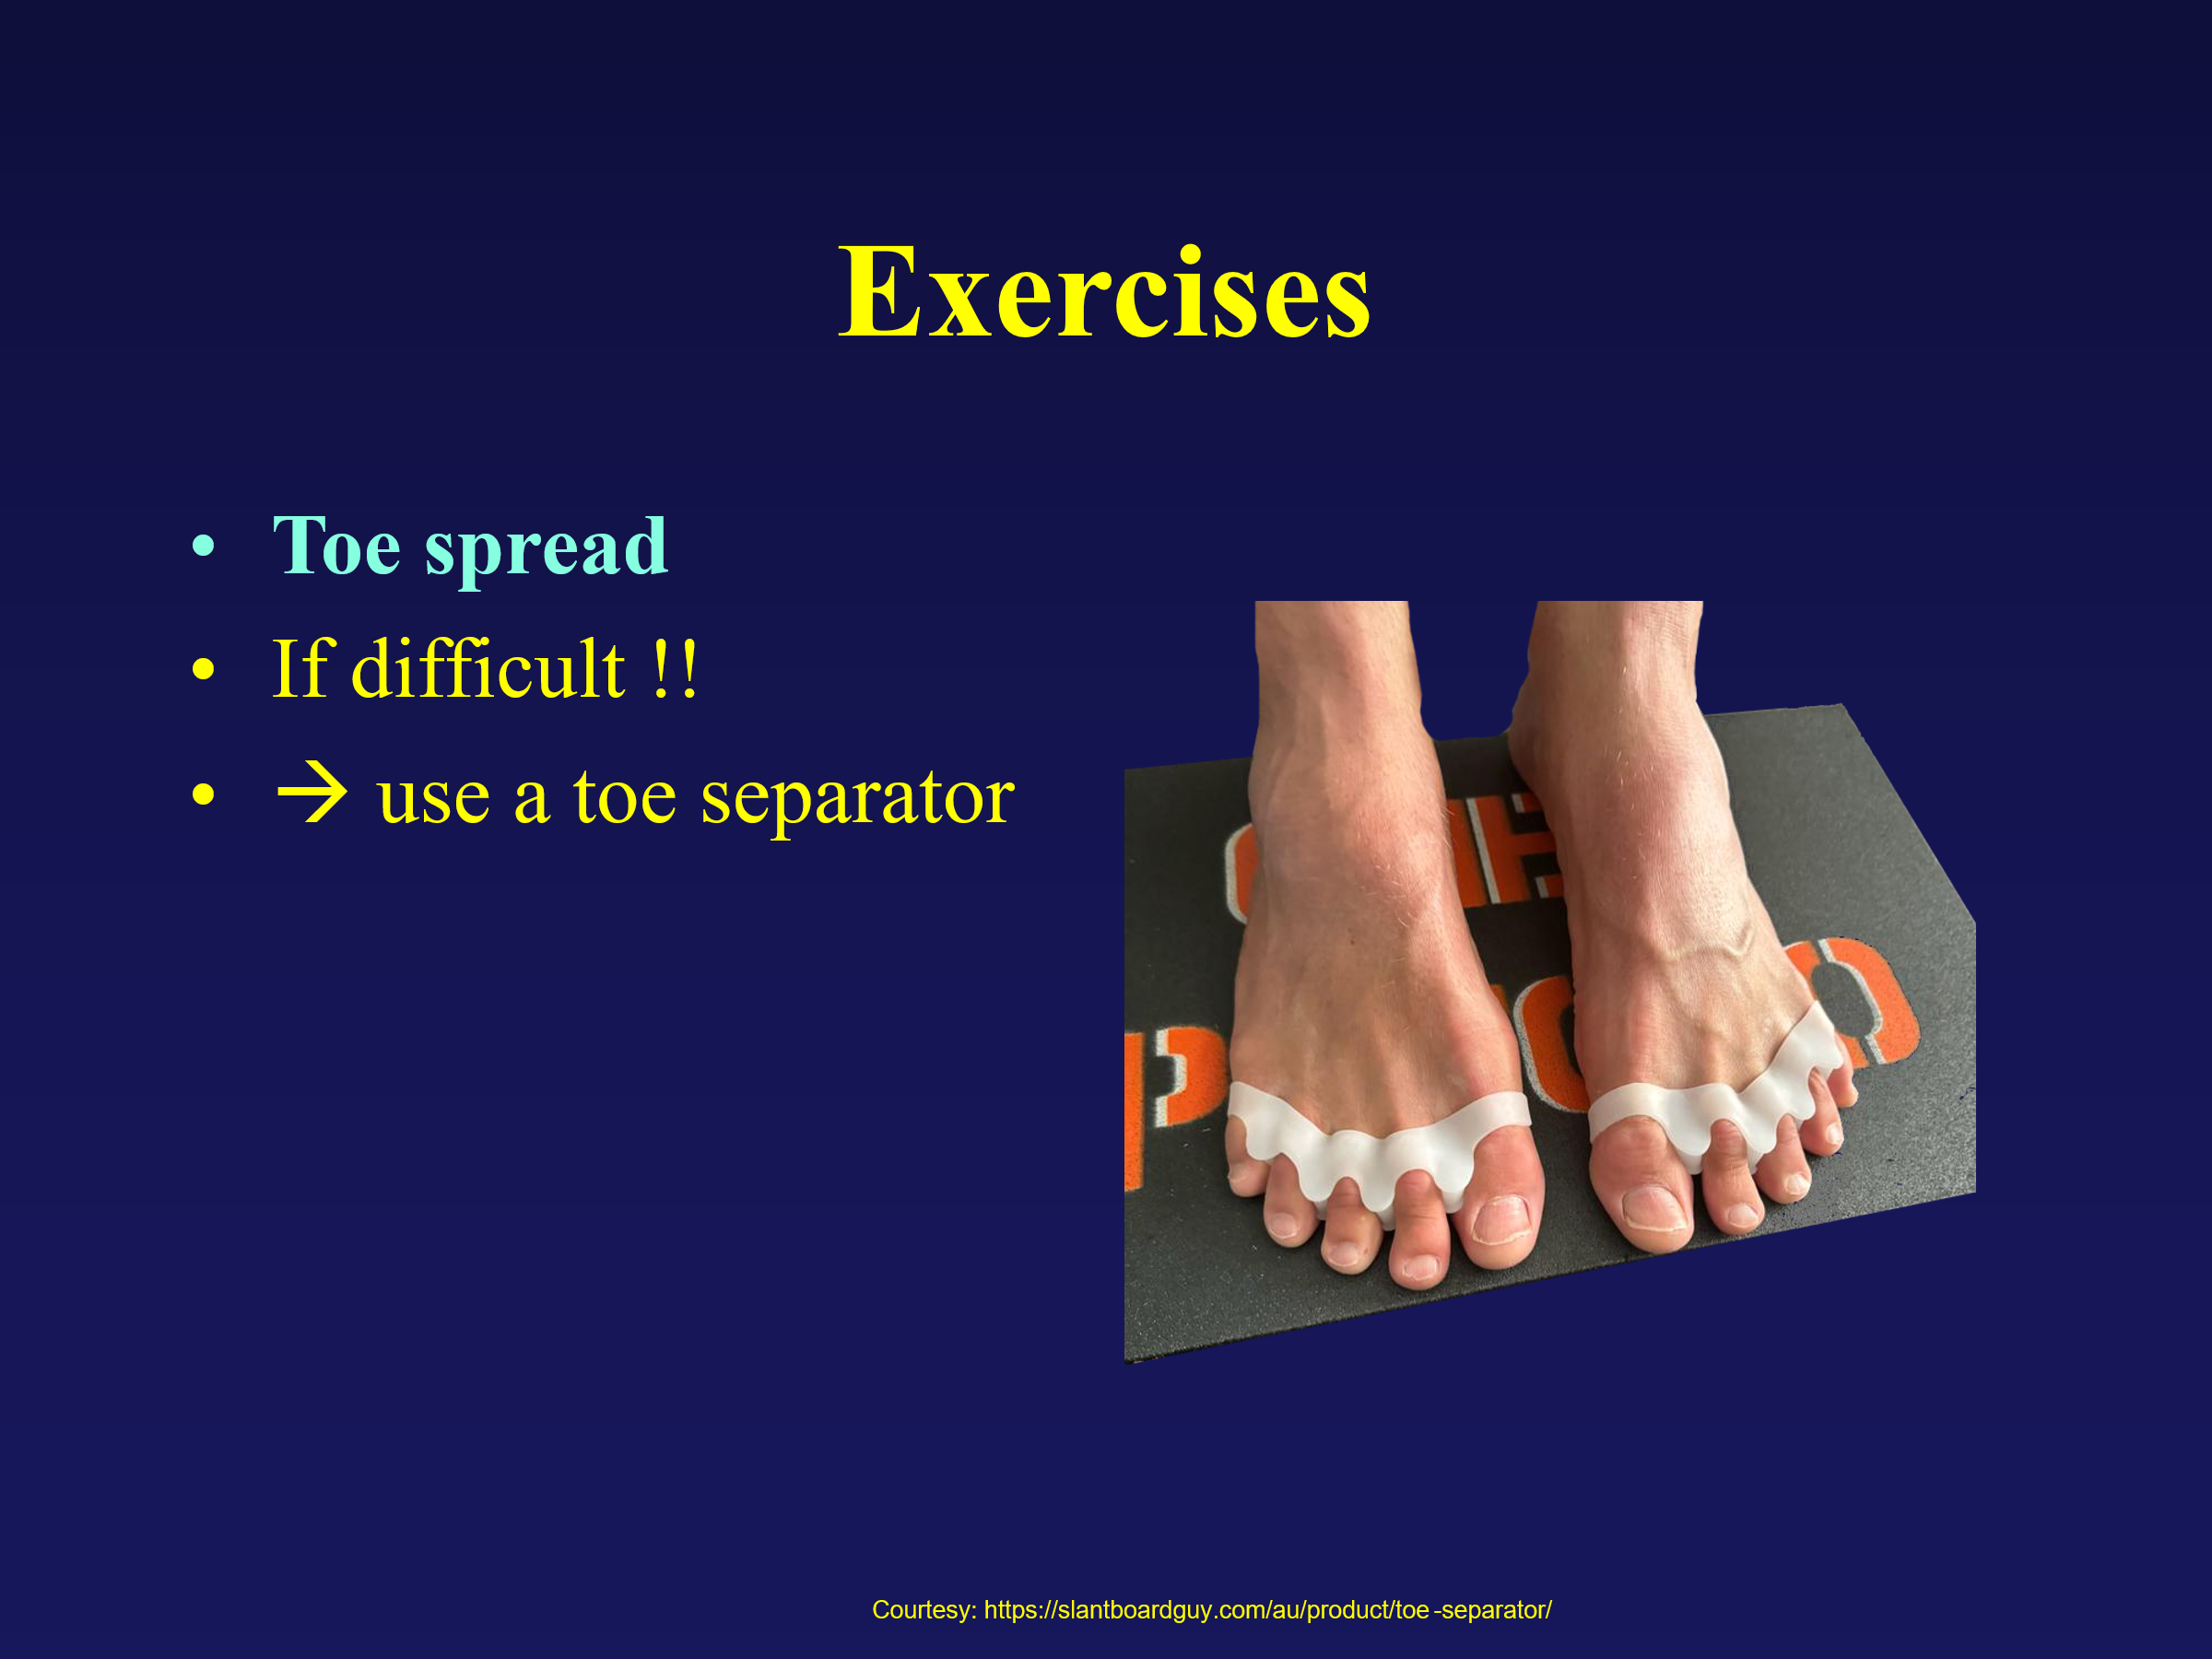 Exercises
• Toe spread
• If difficult !!
• → use a toe separator
Courtesy: https://slantboardguy.com/au/product/toe-separator/